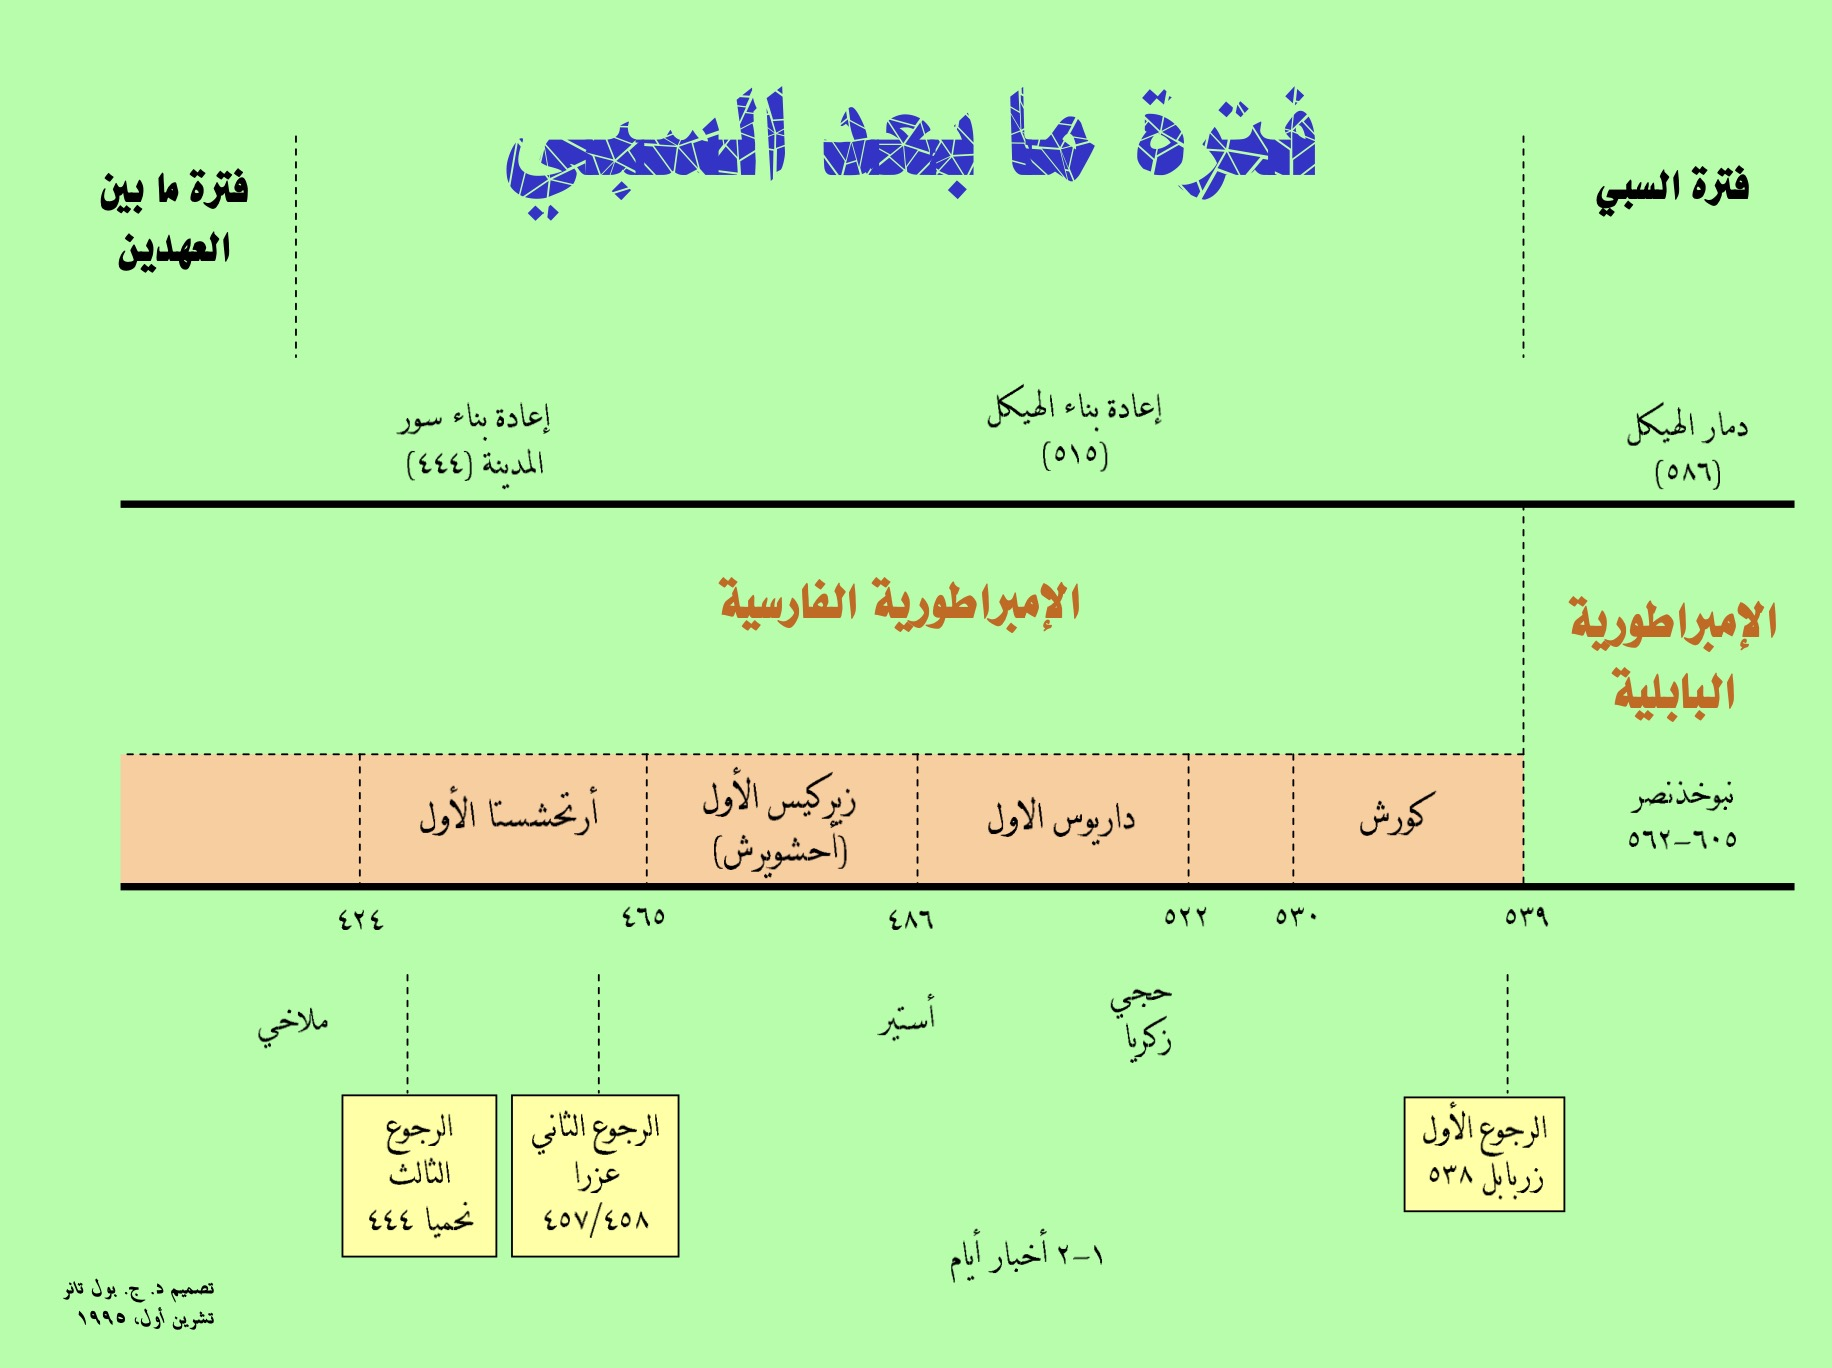 فترة ما بعد السبي
فترة السبي
فترة ما بين
العهدين
دمار الهيكل
(٥٨٦)
إعادة بناء الهيكل
(٥١٥)
إعادة بناء سور
المدينة (٤٤٤)
الإمبراطورية
البابلية
الإمبراطورية الفارسية
نبوخذنصر
٦٠٥–٥٦٢
كورش
داريوس الاول
زيركيس الأول
(أحشويرش)
أرتحشستا الأول
٥٣٩
٥٣٠
٥٢٢
٤٨٦
٤٦٥
٤٢٤
حجي
زكريا
أستير
ملاخي
الرجوع الأول
زربابل ٥٣٨
الرجوع الثاني
عزرا
٤٥٧/٤٥٨
الرجوع
الثالث
نحميا ٤٤٤
١–٢ أخبار أيام
تصميم د. ج. بول تانر
تشرين أول، ١٩٩٥